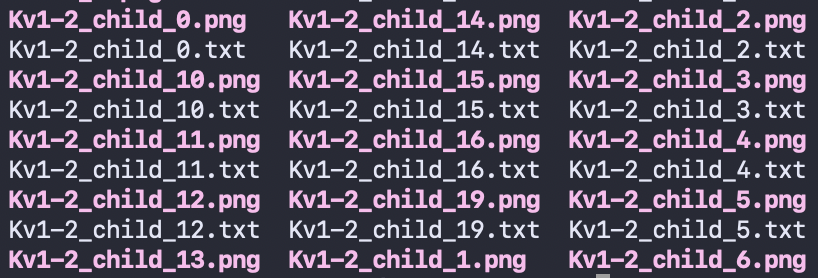 Kv1-2_child_0.png Kv1-2_child_14.png Kv1-2_child_2.png
Kv1-2_child_0.txt Kv1-2_child_14.txt Kv1-2_child_2.txt
Kv1-2_child_10.png Kv1-2_child_15.png Kv1-2_child_3.png
Kv1-2_child_10.txt Kv1-2_child_15.txt Kv1-2_child_3.txt
Kv1-2_child_11.png Kv1-2_child_16.png Kv1-2_child_4.png
Kv1-2_child_11.txt Kv1-2_child_16.txt Kv1-2_child_4.txt
Kv1-2_child_12.png Kv1-2_child_19.png Kv1-2_child_5.png
Kv1-2_child_12.txt Kv1-2_child_19.txt Kv1-2_child_5.txt
Kv1-2_child_13.png Kv1-2_child_1.png Kv1-2_child_6.png